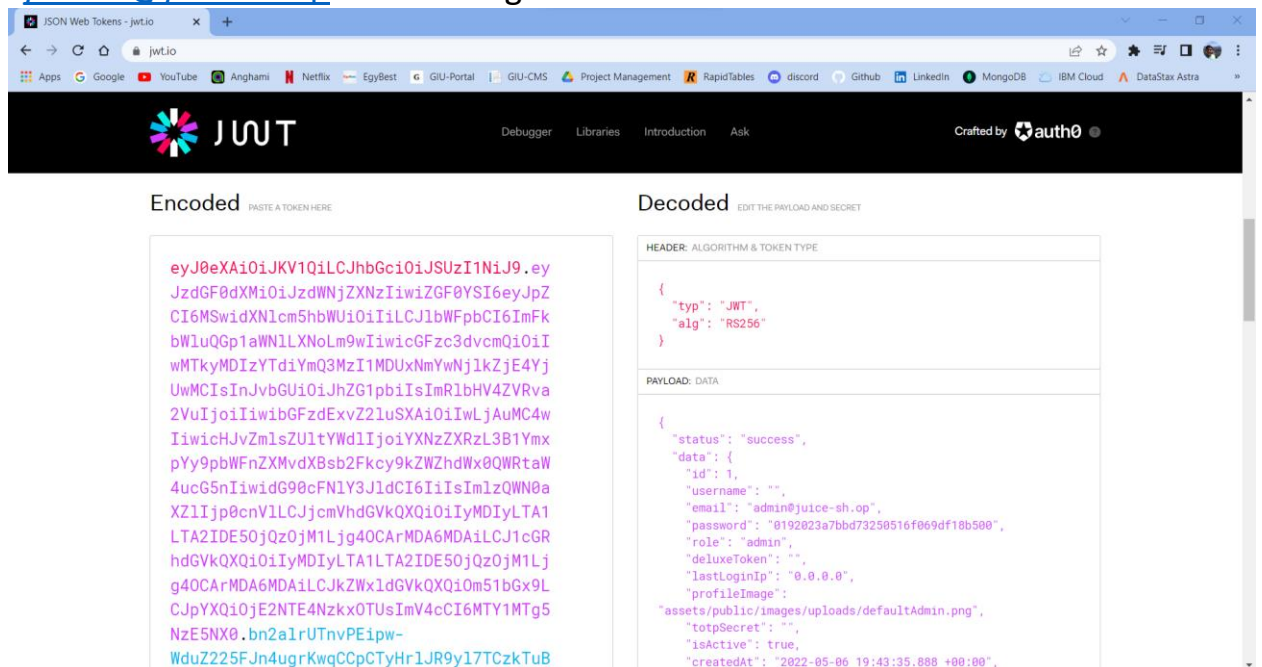 JSON Web Tokens - jwt.io
jwt.io
Apps Google YouTube Anghami Netflix EgyBest GIU-Portal GIU-CMS Project Management RapidTables discord Github LinkedIn MongoDB IBM Cloud DataStax Astra »
JWT Debugger Libraries Introduction Ask Crafted by auth0
Encoded PASTE A TOKEN HERE
eyJ0eXAiOiJKV1QiLCJhbGciOiJSUzI1NiJ9.ey
JzdGF0dXMiOiJzdWNjZXNzIiwiZGF0YSI6eyJpZ
CI6MSwidXNlcm5hbWUiOiIiLCJlbWFpbCI6ImFk
bWluQGp1aWNlLXNoLm9wIiwicGFzc3dvcmQiOiI
wMTkyMDIzYTdiYmQ3MzI1MDUxNmYwNjlkZjE4Yj
UwMCIsInJvbGUiOiJhZG1pbiIsImRlbHV4ZVRva
2VuIjoiIiwibGFzdExvZ2luSXAiOiIwLjAuMC4w
IiwicHJvZmlsZUltYWdlIjoiYXNzZXRzL3B1Ymx
pYy9pbWFnZXMvdXBsb2Fkcy9kZWZhdWx0QWRtaW
4ucG5nIiwidG90cFNlY3JldCI6IiIsImlzQWN0a
XZlIjp0cnVlLCJjcmVhdGVkQXQiOiIyMDIyLTA1
LTA2IDE5OjQzOjM1Ljg4OCArMDA6MDAiLCJ1cGR
hdGVkQXQiOiIyMDIyLTA1LTA2IDE5OjQzOjM1Lj
g4OCArMDA6MDAiLCJkZWxldGVkQXQiOm51bGx9L
CJpYXQiOjE2NTE4NzkxOTUsImV4cCI6MTY1MTg5
NzE5NX0.bn2alrUTnvPEipw-
WduZ225FJn4ugrKwqCCpCTyHrlJR9yl7TCzkTuB
Decoded EDIT THE PAYLOAD AND SECRET
HEADER: ALGORITHM & TOKEN TYPE
{
"typ": "JWT",
"alg": "RS256"
}
PAYLOAD: DATA
{
"status": "success",
"data": {
"id": 1,
"username": "",
"email": "admin@juice-sh.op",
"password": "0192023a7bbd73250516f069df18b500",
"role": "admin",
"deluxeToken": "",
"lastLoginIp": "0.0.0.0",
"profileImage":
"assets/public/images/uploads/defaultAdmin.png",
"totpSecret": "",
"isActive": true,
"createdAt": "2022-05-06 19:43:35.888 +00:00",